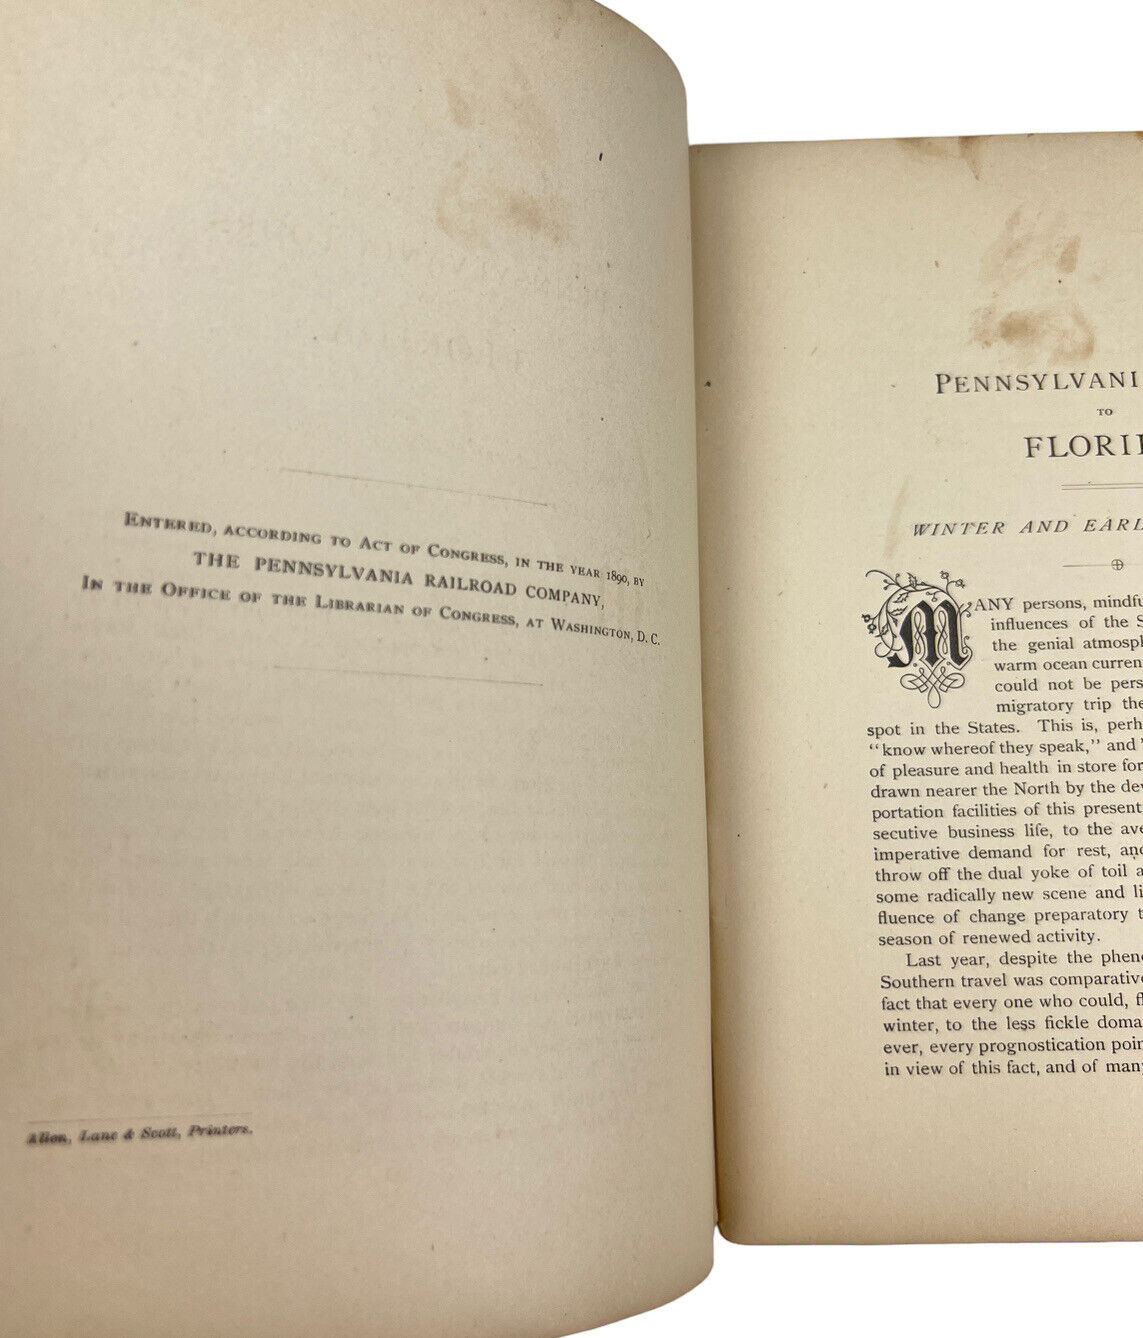 ENTERED, ACCORDING TO ACT OF CONGRESS, IN THE YEAR 1890, BY
THE PENNSYLVANIA RAILROAD COMPANY,
IN THE OFFICE OF THE LIBRARIAN OF CONGRESS, AT WASHINGTON, D. C.
Allen, Lane & Scott, Printers.
PENNSYLVANI
TO
FLORI
WINTER AND EARL
MANY persons, mindfu
influences of the S
the genial atmosph
warm ocean curren
could not be pers
migratory trip the
spot in the States. This is, perh
“know whereof they speak,” and
of pleasure and health in store for
drawn nearer the North by the dev
portation facilities of this present
secutive business life, to the ave
imperative demand for rest, and
throw off the dual yoke of toil a
some radically new scene and li
fluence of change preparatory t
season of renewed activity.
Last year, despite the phen
Southern travel was comparative
fact that every one who could, fl
winter, to the less fickle doma
ever, every prognostication poin
in view of this fact, and of man